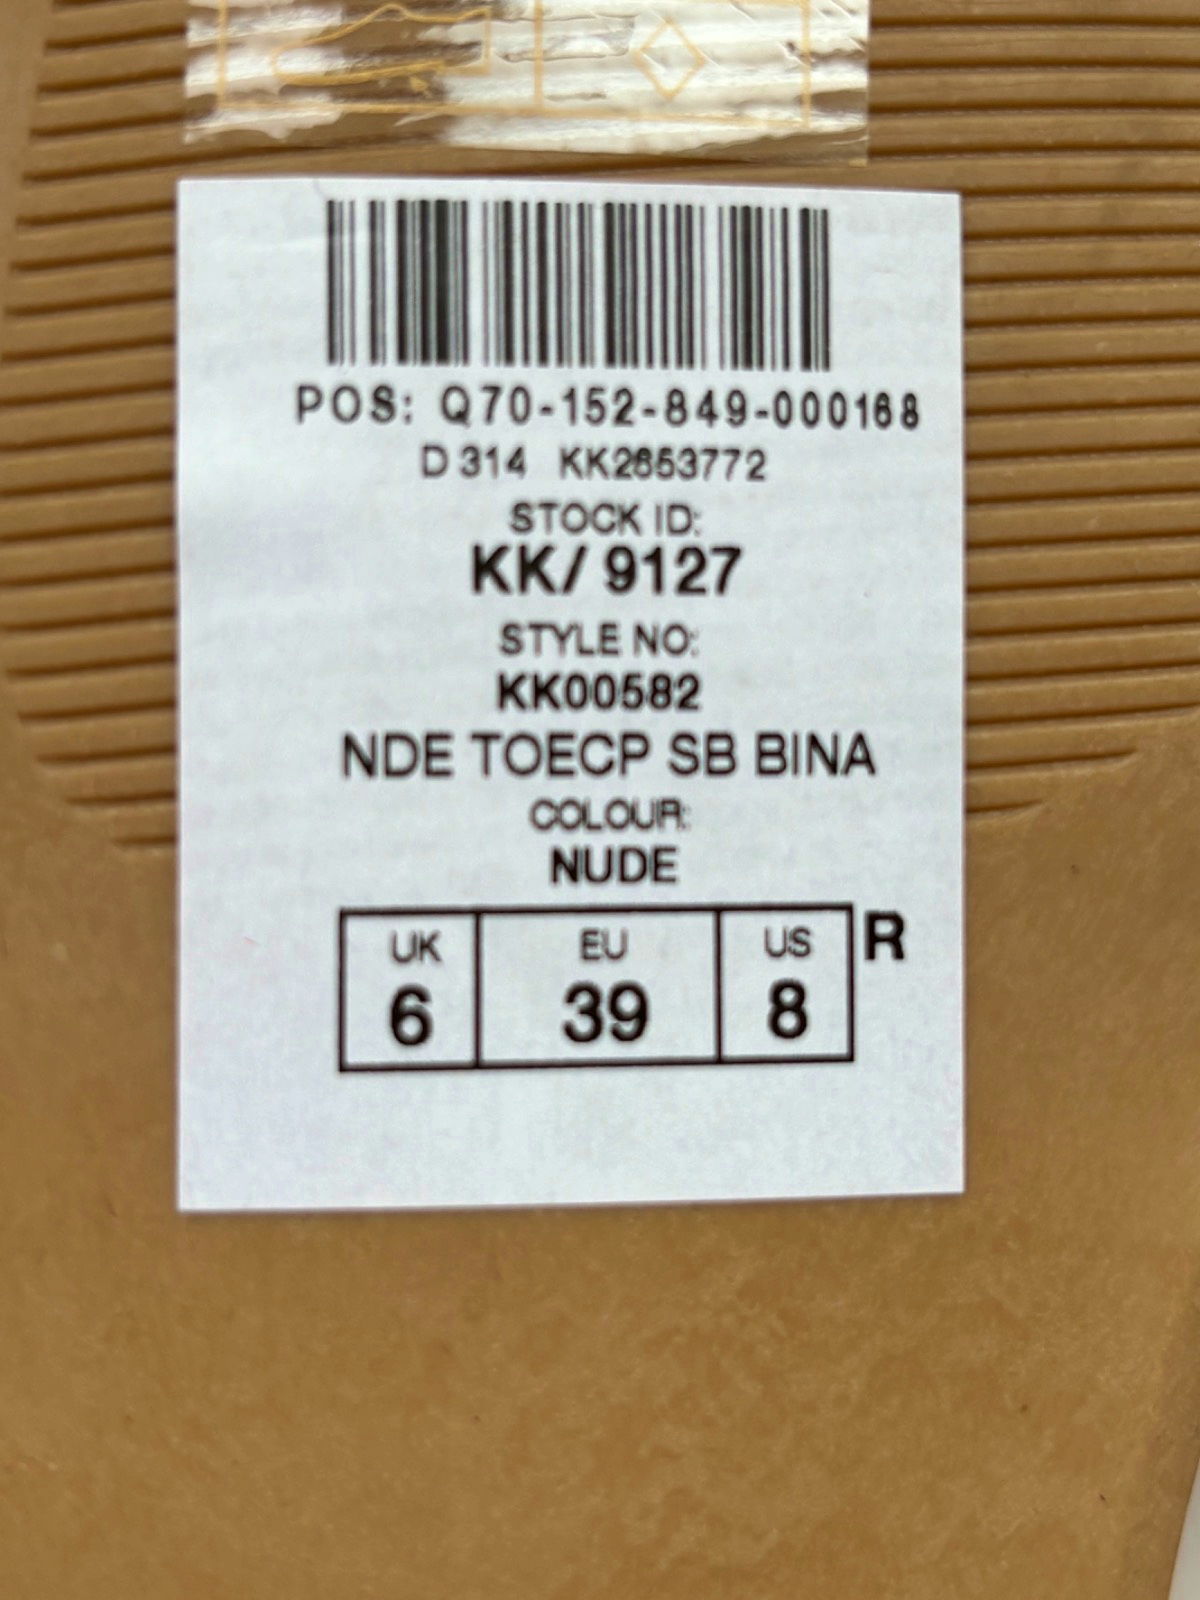 POS: Q70-152-849-000168
D 314 KK2653772
STOCK ID:
KK/ 9127
STYLE NO:
KK00582
NDE TOECP SB BINA
COLOUR:
NUDE
UK EU US R
6 39 8